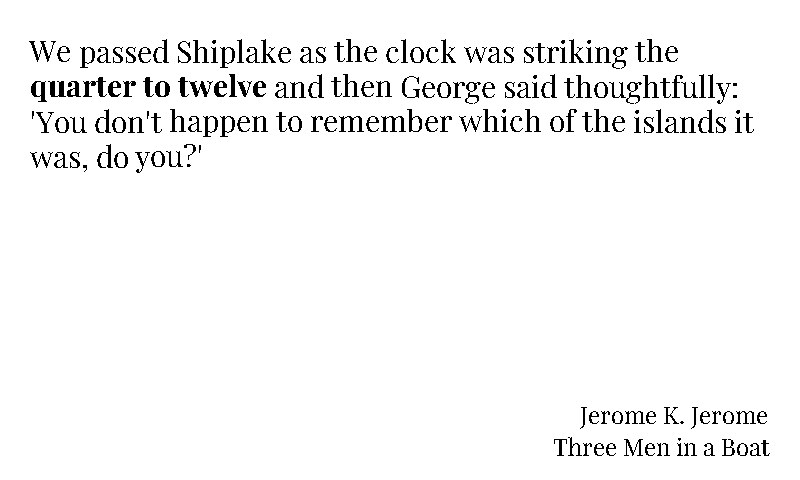 We passed Shiplake as the clock was striking the
quarter to twelve and then George said thoughtfully:
'You don't happen to remember which of the islands it
was, do you?'
Jerome K. Jerome
Three Men in a Boat